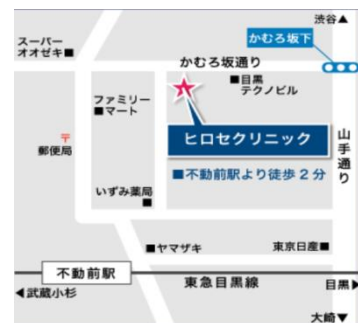 渋谷▲
スーパー
オオゼキ■
かむろ坂下
かむろ坂通り
■目黒
テクノビル
ファミリー
■マート
〒
郵便局
ヒロセクリニック
山手通り
■不動前駅より徒歩2分
いずみ薬局
■
■ヤマザキ
東京日産■
不動前駅
東急目黒線
目黒▶
◀武蔵小杉
大崎▼